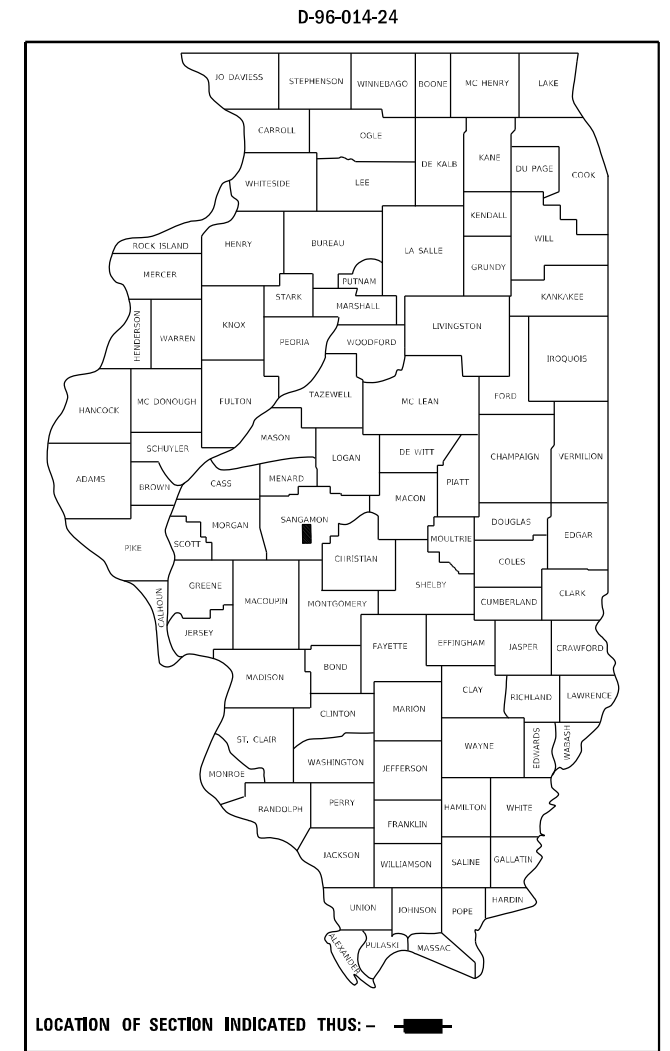 D-96-014-24
JO DAVIESS
STEPHENSON
WINNEBAGO
BOONE
MC HENRY
LAKE
CARROLL
OGLE
DE KALB
KANE
DU PAGE
COOK
WHITESIDE
LEE
KENDALL
ROCK ISLAND
HENRY
BUREAU
LA SALLE
WILL
GRUNDY
MERCER
PUTNAM
STARK
MARSHALL
KANKAKEE
HENDERSON
WARREN
KNOX
PEORIA
WOODFORD
LIVINGSTON
IROQUOIS
HANCOCK
MC DONOUGH
FULTON
TAZEWELL
MC LEAN
FORD
SCHUYLER
MASON
LOGAN
DE WITT
CHAMPAIGN
VERMILION
ADAMS
BROWN
CASS
MENARD
MACON
PIATT
PIKE
SCOTT
MORGAN
SANGAMON
CHRISTIAN
MOULTRIE
DOUGLAS
EDGAR
COLES
CALHOUN
GREENE
MACOUPIN
MONTGOMERY
SHELBY
CUMBERLAND
CLARK
JERSEY
FAYETTE
EFFINGHAM
JASPER
CRAWFORD
MADISON
BOND
CLAY
RICHLAND
LAWRENCE
CLINTON
MARION
ST. CLAIR
WASHINGTON
WAYNE
EDWARDS
WABASH
MONROE
JEFFERSON
RANDOLPH
PERRY
HAMILTON
WHITE
FRANKLIN
JACKSON
WILLIAMSON
SALINE
GALLATIN
UNION
JOHNSON
POPE
HARDIN
ALEXANDER
PULASKI
MASSAC
LOCATION OF SECTION INDICATED THUS: –